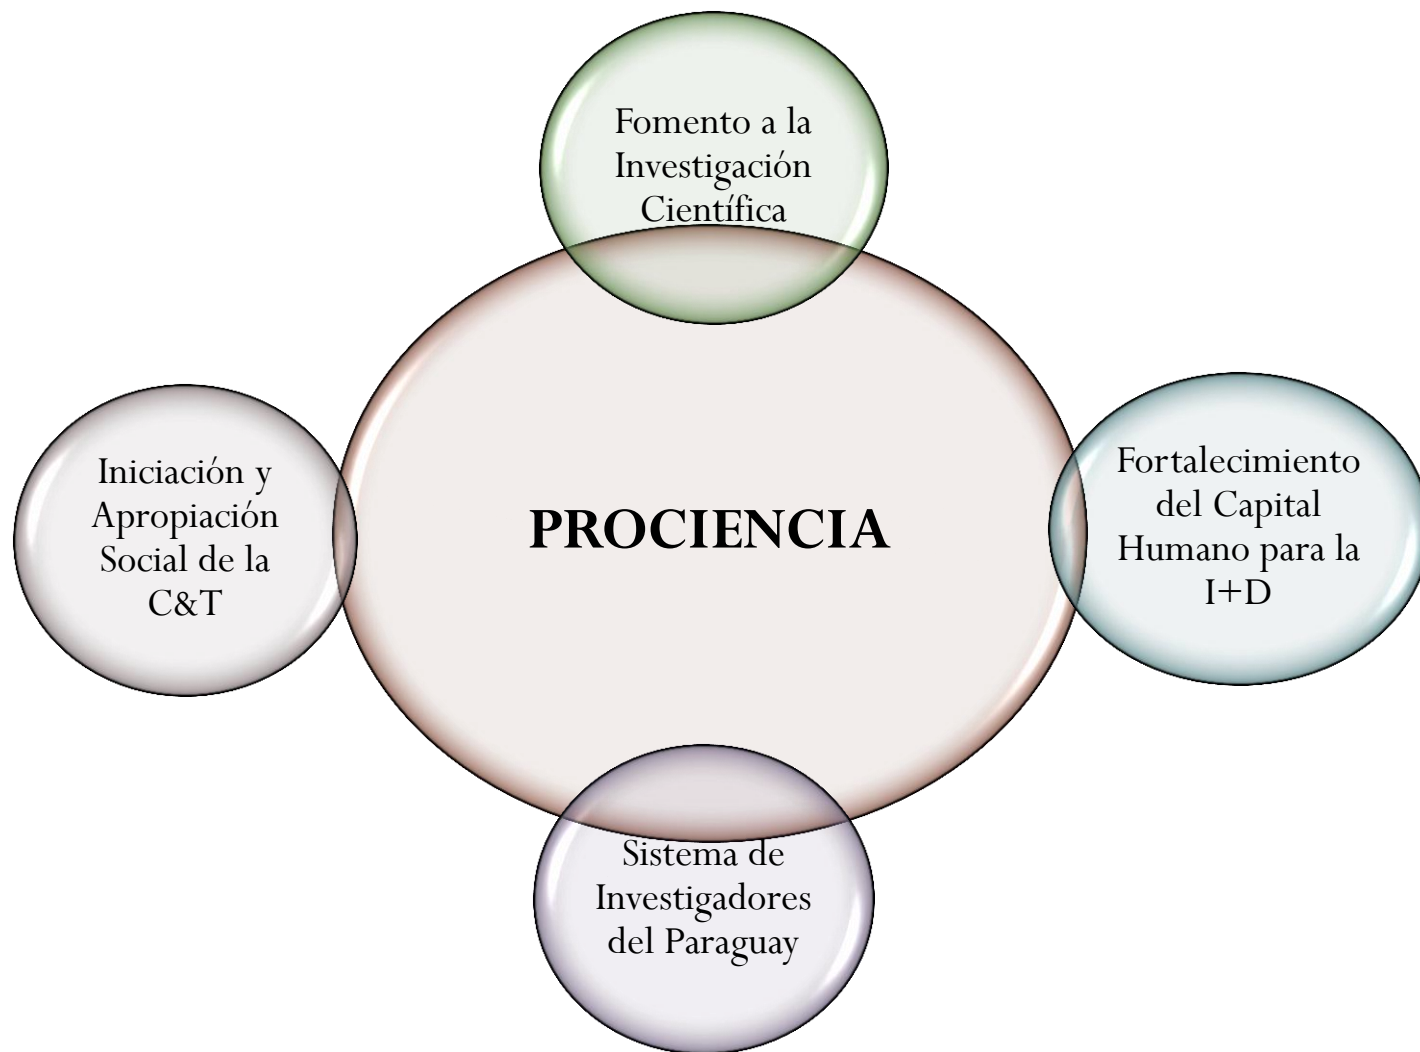 Fomento a la
Investigación
Científica
Iniciación y
Apropiación
Social de la
C&T
PROCIENCIA
Fortalecimiento
del Capital
Humano para la
I+D
Sistema de
Investigadores
del Paraguay